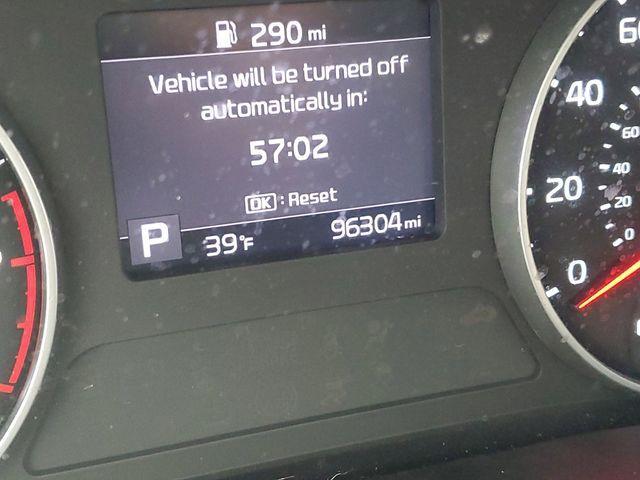 290 mi
Vehicle will be turned off
automatically in:
57:02
OK : Reset
P 39°F 96304 mi
60
40
20
0
60
40
20
0